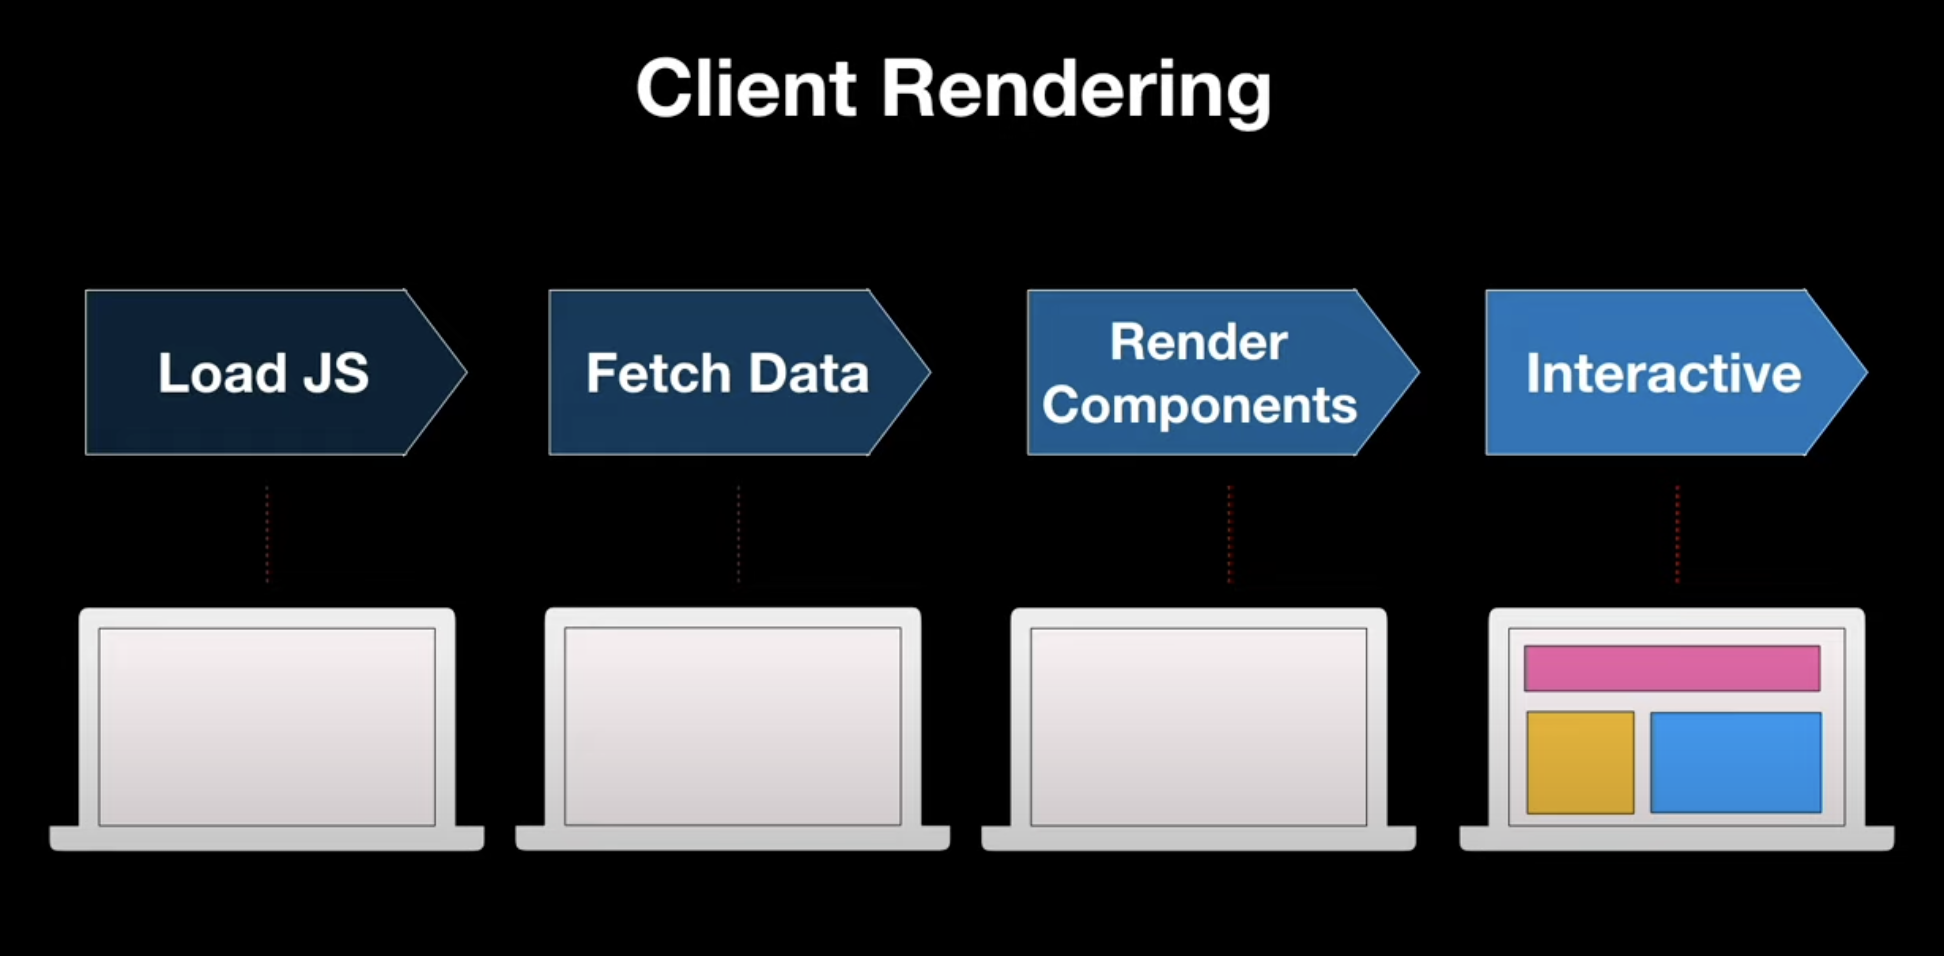 Client Rendering
Load JS
Fetch Data
Render
Components
Interactive